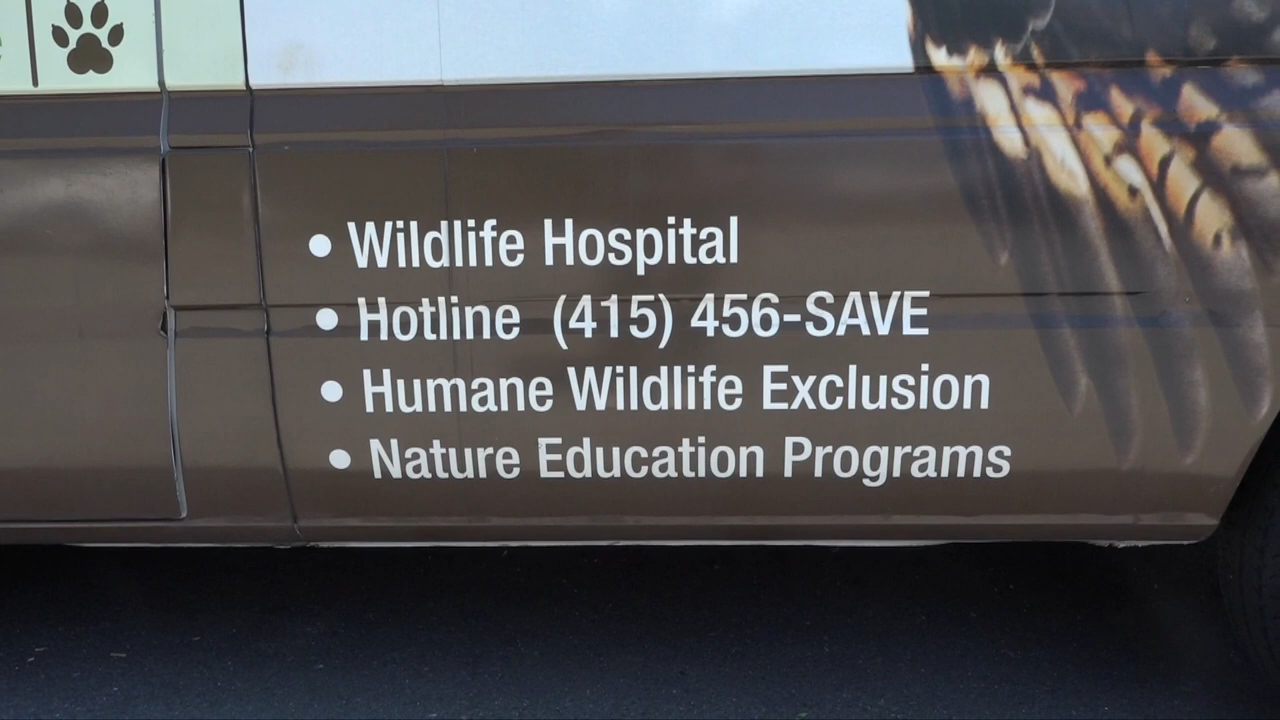 • Wildlife Hospital
• Hotline (415) 456-SAVE
• Humane Wildlife Exclusion
• Nature Education Programs